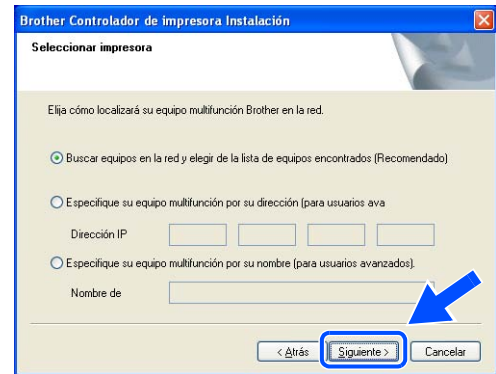 Brother Controlador de impresora Instalación
Seleccionar impresora
Elija cómo localizará su equipo multifunción Brother en la red.
Buscar equipos en la red y elegir de la lista de equipos encontrados (Recomendado)
Especifique su equipo multifunción por su dirección (para usuarios ava
Dirección IP
Especifique su equipo multifunción por su nombre (para usuarios avanzados).
Nombre de
< Atrás Siguiente > Cancelar